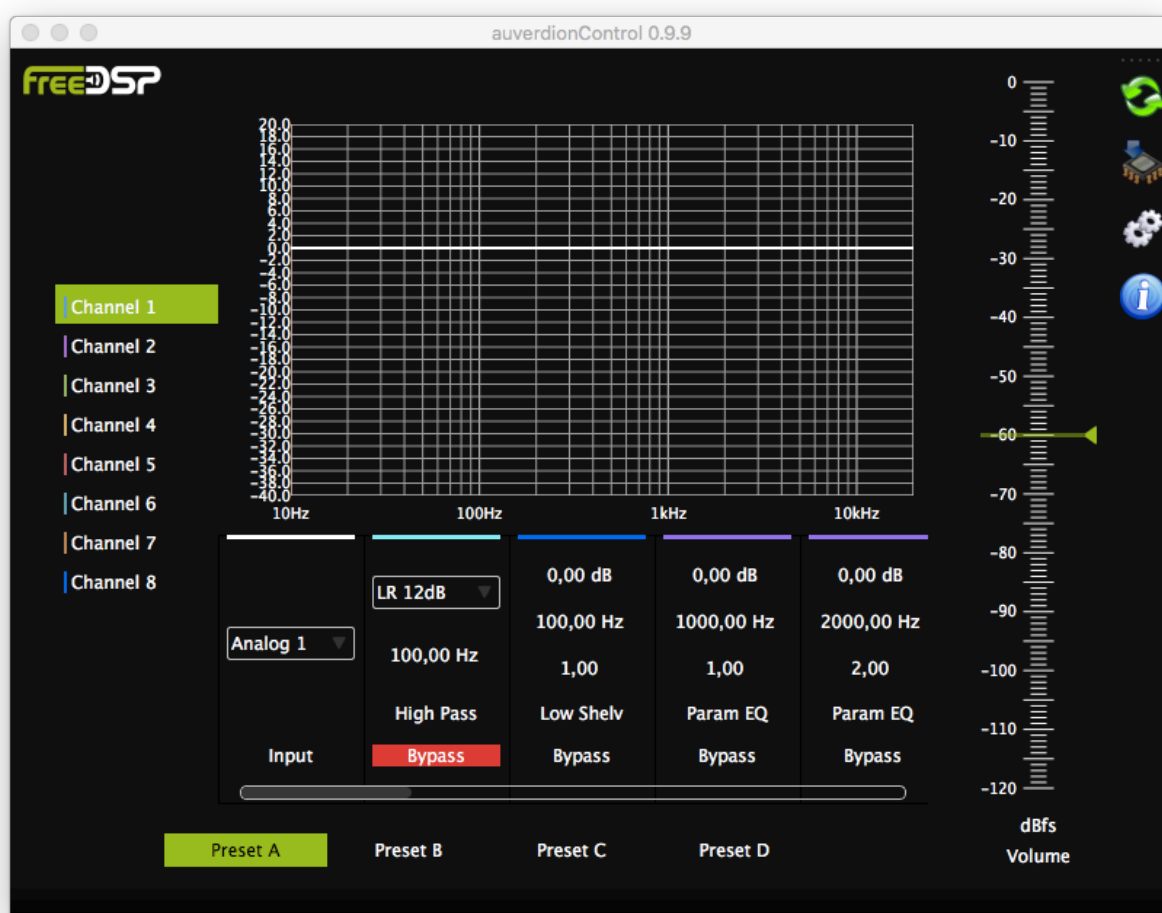 auverdionControl 0.9.9
freeDSP
20.0
18.0
16.0
14.0
12.0
10.0
8.0
6.0
4.0
2.0
0.0
-2.0
-4.0
-6.0
-8.0
-10.0
-12.0
-14.0
-16.0
-18.0
-20.0
-22.0
-24.0
-26.0
-28.0
-30.0
-32.0
-34.0
-36.0
-38.0
-40.0
10Hz 100Hz 1kHz 10kHz
Channel 1
Channel 2
Channel 3
Channel 4
Channel 5
Channel 6
Channel 7
Channel 8
Analog 1
Input
LR 12dB
100,00 Hz
High Pass
Bypass
0,00 dB
100,00 Hz
1,00
Low Shelv
Bypass
0,00 dB
1000,00 Hz
1,00
Param EQ
Bypass
0,00 dB
2000,00 Hz
2,00
Param EQ
Bypass
Preset A Preset B Preset C Preset D
0
-10
-20
-30
-40
-50
-60
-70
-80
-90
-100
-110
-120
dBfs
Volume